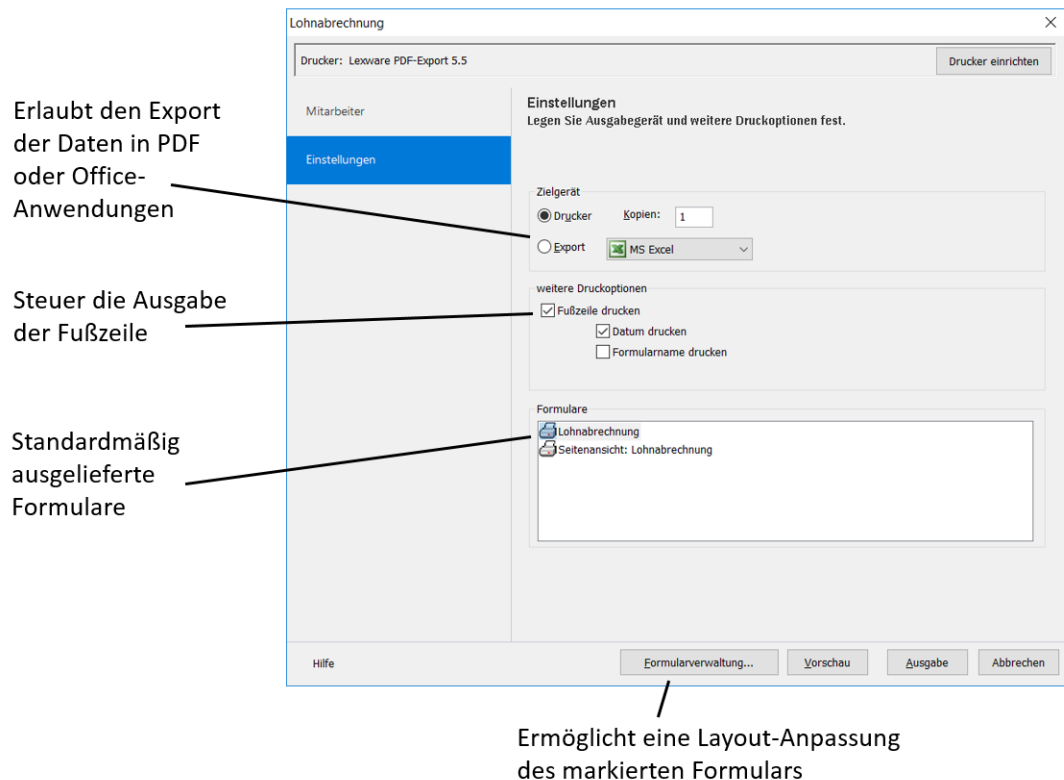 Lohnabrechnung
Drucker: Lexware PDF-Export 5.5
Drucker einrichten
Erlaubt den Export
der Daten in PDF
oder Office-
Anwendungen
Mitarbeiter
Einstellungen
Einstellungen
Legen Sie Ausgabegerät und weitere Druckoptionen fest.
Zielgerät
Drucker Kopien: 1
Export MS Excel
Steuer die Ausgabe
der Fußzeile
weitere Druckoptionen
Fußzeile drucken
Datum drucken
Formularname drucken
Standardmäßig
ausgelieferte
Formulare
Formulare
Lohnabrechnung
Seitenansicht: Lohnabrechnung
Hilfe
Formularverwaltung... Vorschau Ausgabe Abbrechen
Ermöglicht eine Layout-Anpassung
des markierten Formulars